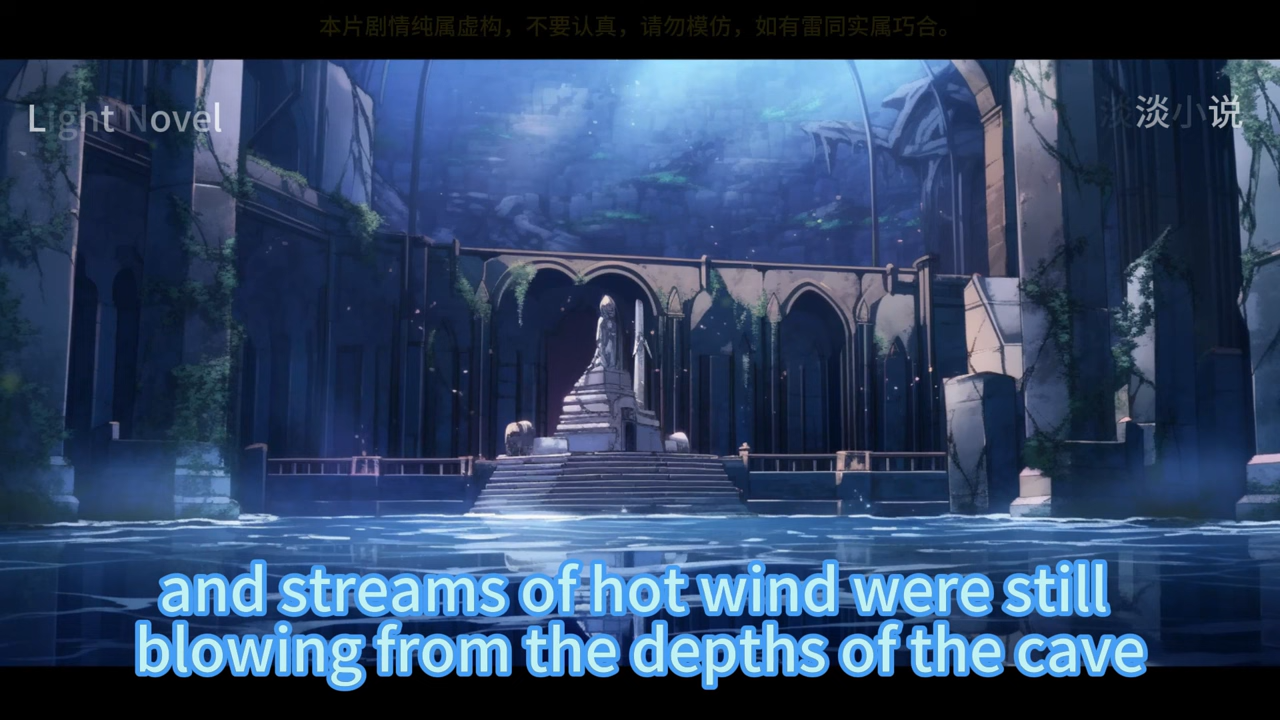 本片剧情纯属虚构，不要认真，请勿模仿，如有雷同实属巧合。
Light Novel
淡淡小说
and streams of hot wind were still
blowing from the depths of the cave